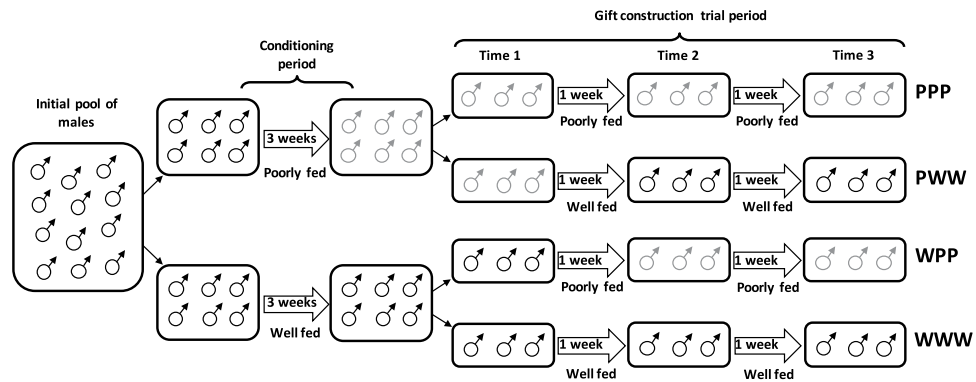 Gift construction trial period
Conditioning
period
Time 1
Time 2
Time 3
Initial pool of
males
3 weeks
Poorly fed
1 week
Poorly fed
1 week
Poorly fed
PPP
1 week
Well fed
1 week
Well fed
PWW
3 weeks
Well fed
1 week
Poorly fed
1 week
Poorly fed
WPP
1 week
Well fed
1 week
Well fed
WWW